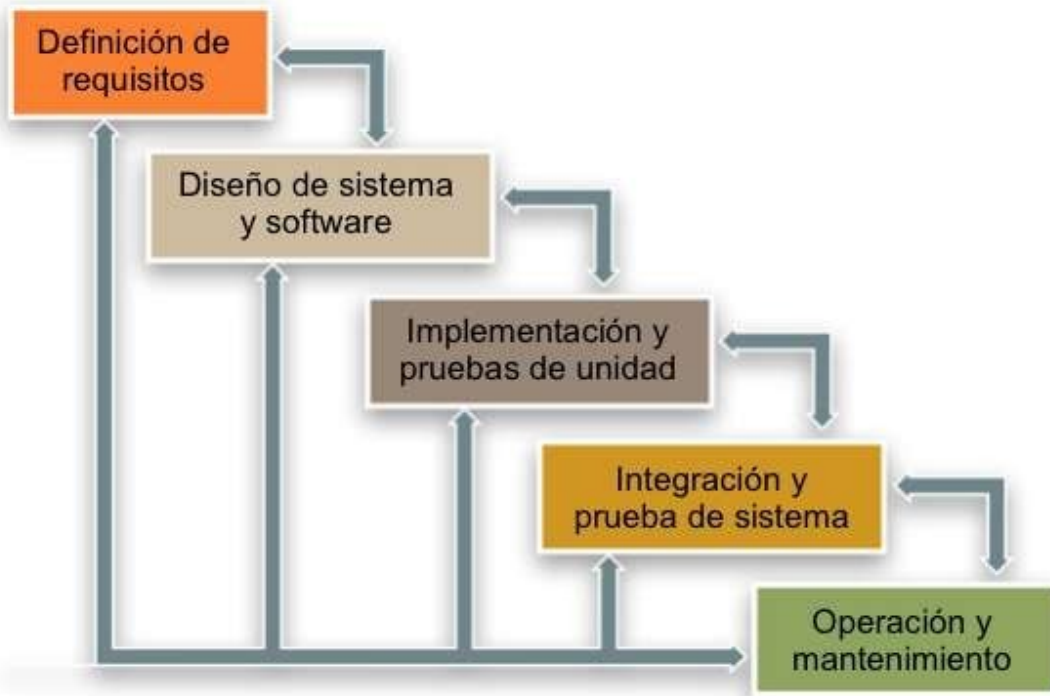 Definición de
requisitos
Diseño de sistema
y software
Implementación y
pruebas de unidad
Integración y
prueba de sistema
Operación y
mantenimiento